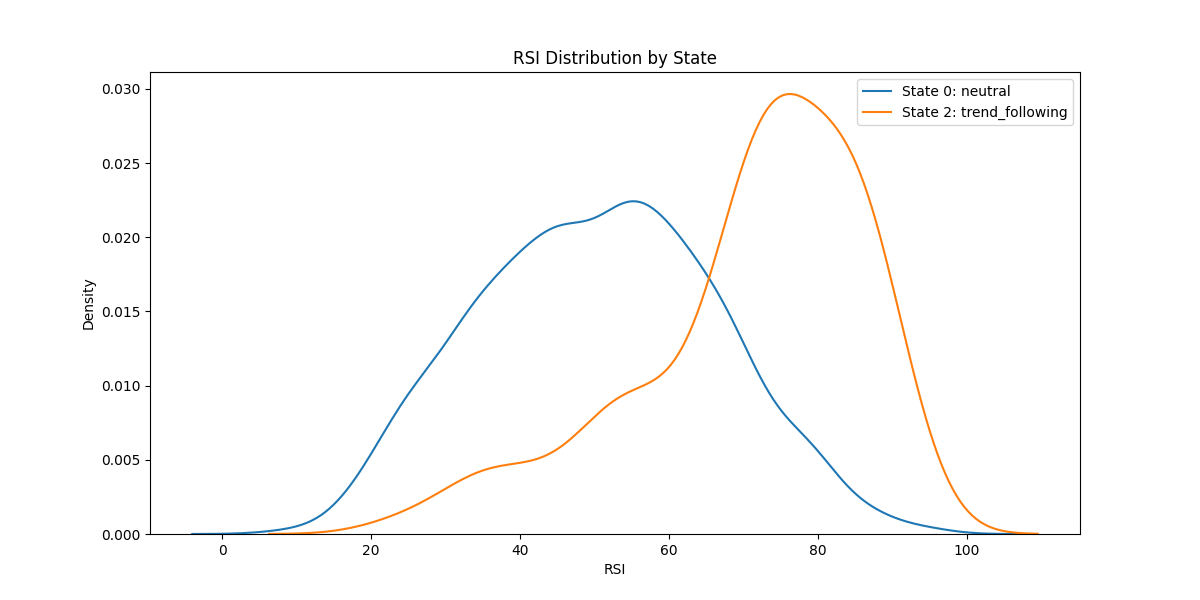 RSI Distribution by State
State 0: neutral
State 2: trend_following
Density
0.030
0.025
0.020
0.015
0.010
0.005
0.000
0 20 40 60 80 100
RSI